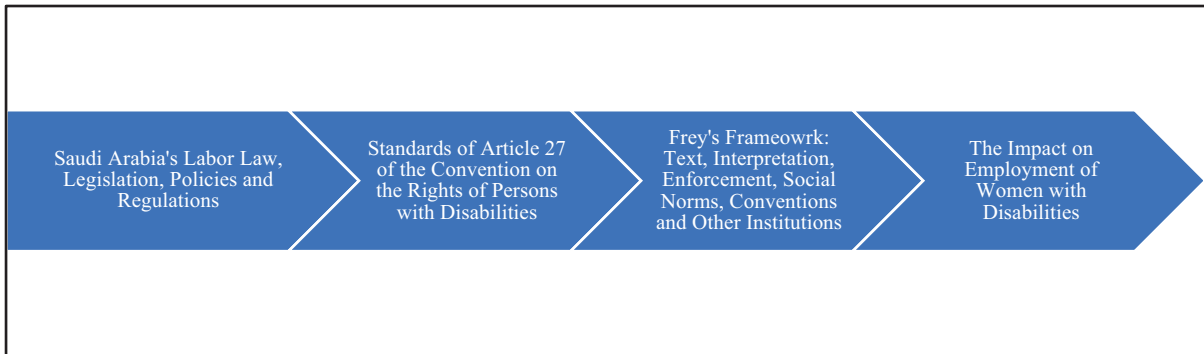 Saudi Arabia's Labor Law,
Legislation, Policies and
Regulations
Standards of Article 27
of the Convention on
the Rights of Persons
with Disabilities
Frey's Frameowrk:
Text, Interpretation,
Enforcement, Social
Norms, Conventions
and Other Institutions
The Impact on
Employment of
Women with
Disabilities